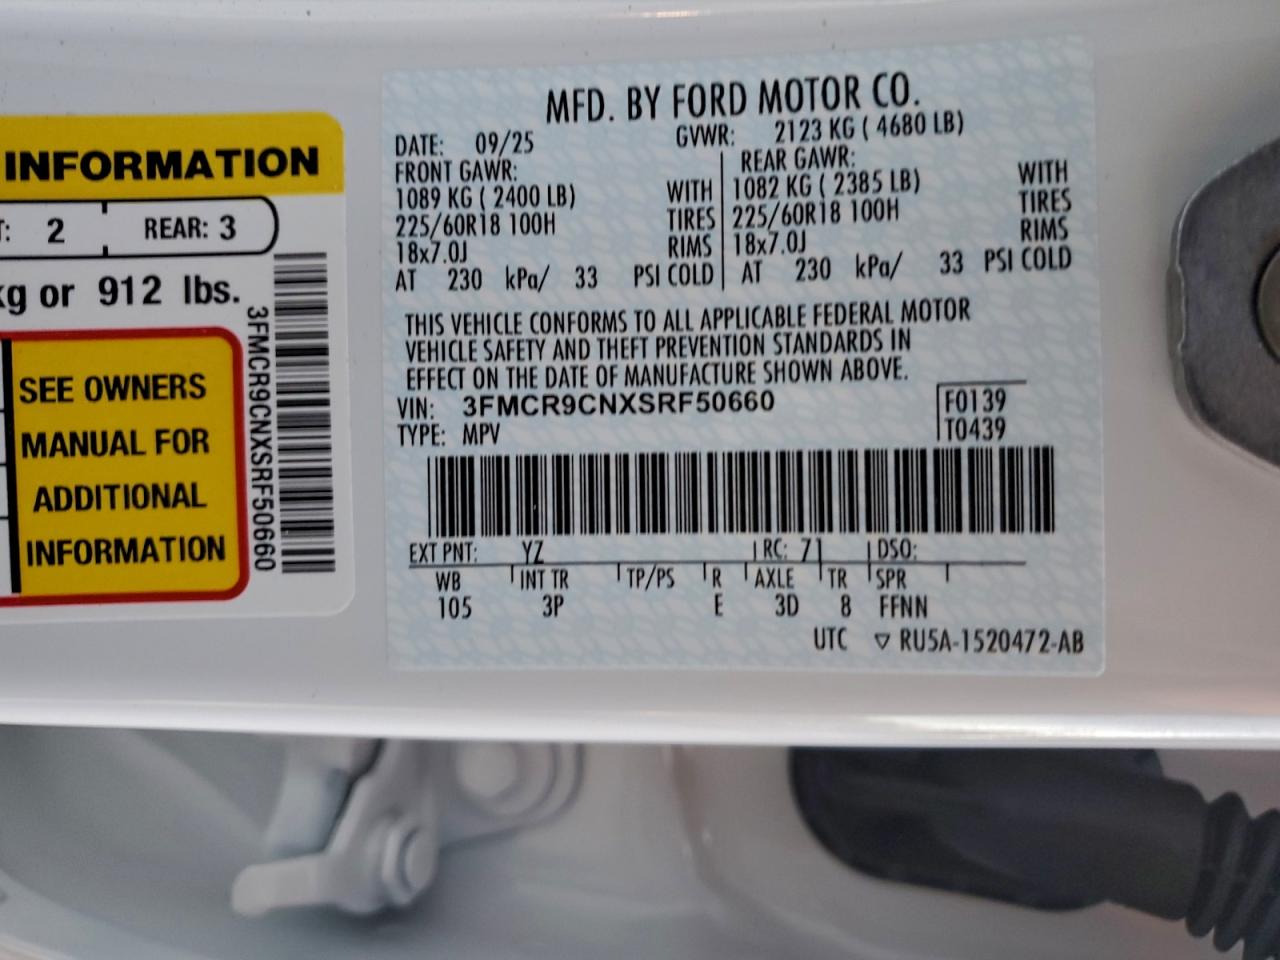 INFORMATION
T: 2 REAR: 3
kg or 912 lbs.
SEE OWNERS
MANUAL FOR
ADDITIONAL
INFORMATION
3FMCR9CNXSRF50660
MFD. BY FORD MOTOR CO.
DATE: 09/25 GVWR: 2123 KG ( 4680 LB)
FRONT GAWR: REAR GAWR:
1089 KG ( 2400 LB) WITH 1082 KG ( 2385 LB) WITH
225/60R18 100H TIRES 225/60R18 100H TIRES
18x7.0J RIMS 18x7.0J RIMS
AT 230 kPa/ 33 PSI COLD AT 230 kPa/ 33 PSI COLD
THIS VEHICLE CONFORMS TO ALL APPLICABLE FEDERAL MOTOR
VEHICLE SAFETY AND THEFT PREVENTION STANDARDS IN
EFFECT ON THE DATE OF MANUFACTURE SHOWN ABOVE.
VIN: 3FMCR9CNXSRF50660 F0139
TYPE: MPV T0439
EXT PNT: YZ RC: 71 DSO:
WB INT TR TP/PS R AXLE TR SPR
105 3P E 3D 8 FFNN
UTC ▽ RU5A-1520472-AB